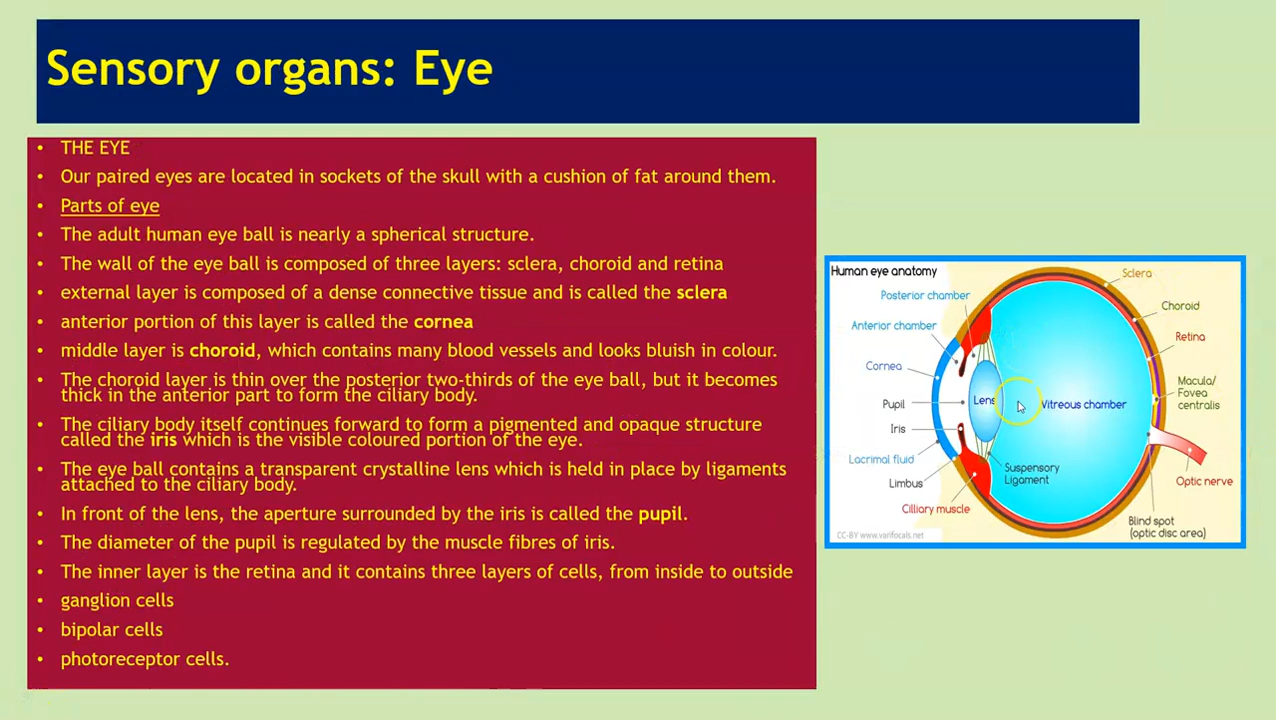 Sensory organs: Eye
• THE EYE
• Our paired eyes are located in sockets of the skull with a cushion of fat around them.
• Parts of eye
• The adult human eye ball is nearly a spherical structure.
• The wall of the eye ball is composed of three layers: sclera, choroid and retina
• external layer is composed of a dense connective tissue and is called the sclera
• anterior portion of this layer is called the cornea
• middle layer is choroid, which contains many blood vessels and looks bluish in colour.
• The choroid layer is thin over the posterior two-thirds of the eye ball, but it becomes
thick in the anterior part to form the ciliary body.
• The ciliary body itself continues forward to form a pigmented and opaque structure
called the iris which is the visible coloured portion of the eye.
• The eye ball contains a transparent crystalline lens which is held in place by ligaments
attached to the ciliary body.
• In front of the lens, the aperture surrounded by the iris is called the pupil.
• The diameter of the pupil is regulated by the muscle fibres of iris.
• The inner layer is the retina and it contains three layers of cells, from inside to outside
• ganglion cells
• bipolar cells
• photoreceptor cells.
Human eye anatomy
Posterior chamber
Anterior chamber
Cornea
Pupil
Iris
Lacrimal fluid
Limbus
Cilliary muscle
Lens
Vitreous chamber
Suspensory
Ligament
Sclera
Choroid
Retina
Macula/
Fovea
centralis
Optic nerve
Blind spot
(optic disc area)
CC-BY www.varifocals.net